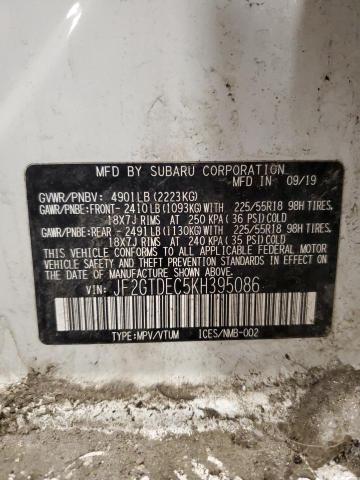 MFD BY SUBARU CORPORATION
MFD IN 09/19
GVWR/PNBV: 4901LB(2223KG)
GAWR/PNBE:FRONT- 2410LB(1093KG)WITH 225/55R18 98H TIRES.
18X7J RIMS AT 250 KPA(36 PSI)COLD
GAWR/PNBE:REAR - 2491LB(1130KG)WITH 225/55R18 98H TIRES.
18X7J RIMS AT 240 KPA(35 PSI)COLD
THIS VEHICLE CONFORMS TO ALL APPLICABLE
FEDERAL MOTOR VEHICLE SAFETY STANDARDS IN
EFFECT ON THE DATE OF MANUFACTURE SHOWN ABOVE.
VIN: JF2GTDEC5KH395086
TYPE:MPV/VTUM ICES/NMB-002